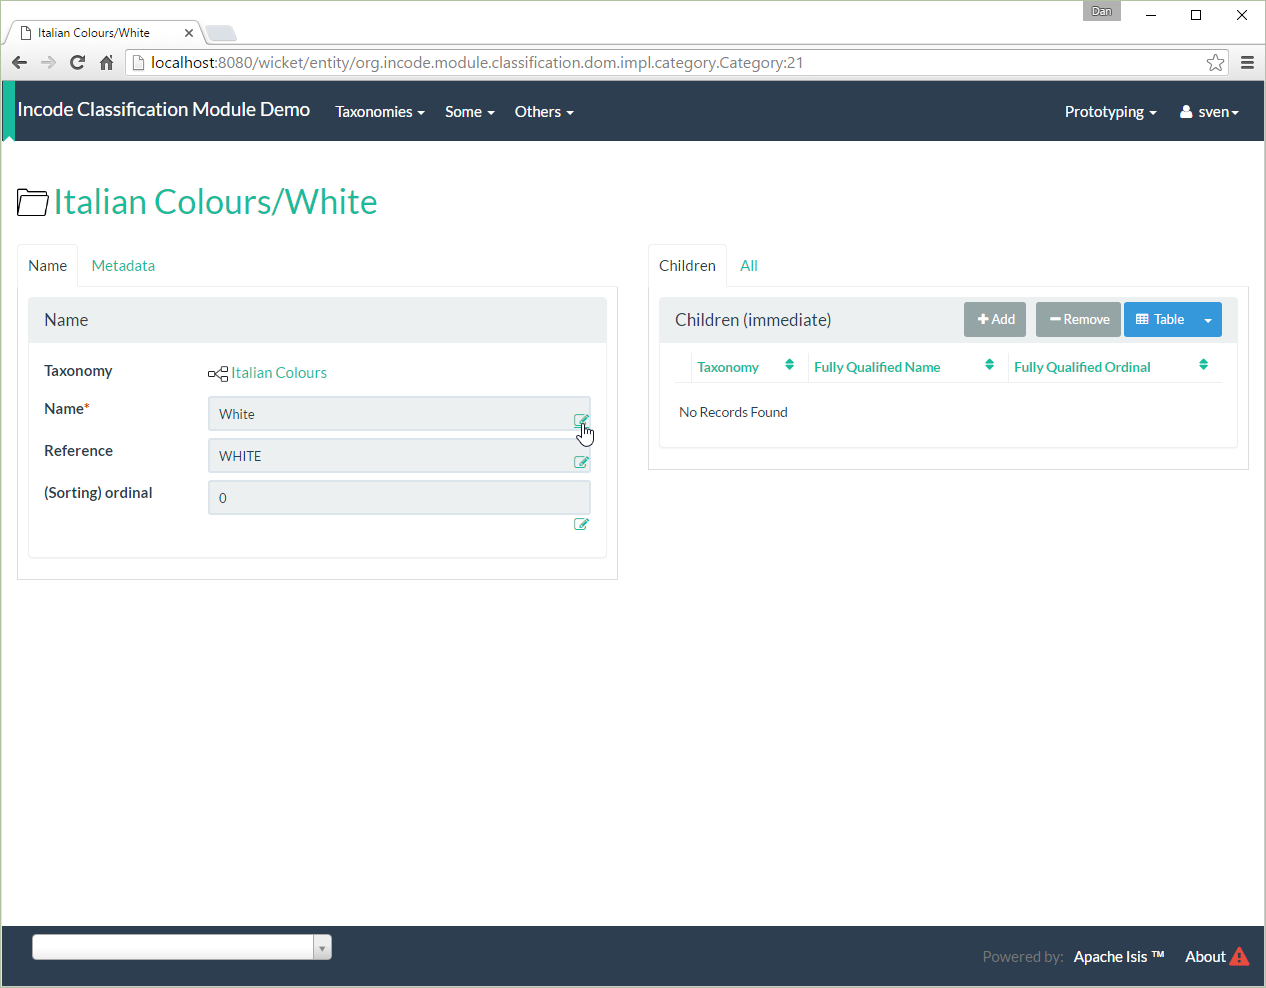 Dan
Italian Colours/White
localhost:8080/wicket/entity/org.incode.module.classification.dom.impl.category.Category:21
Incode Classification Module Demo Taxonomies Some Others Prototyping sven
Italian Colours/White
Name Metadata
Name
Taxonomy Italian Colours
Name* White
Reference WHITE
(Sorting) ordinal 0
Children All
Children (immediate) Add Remove Table
Taxonomy Fully Qualified Name Fully Qualified Ordinal
No Records Found
Powered by: Apache Isis ™ About